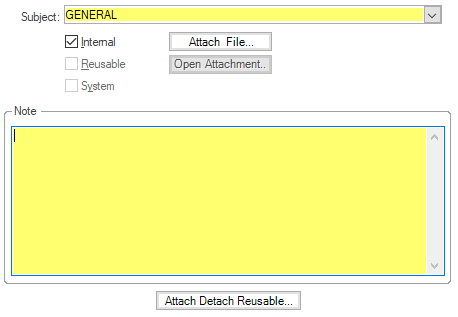 Subject: GENERAL
Internal Attach File...
Reusable Open Attachment..
System
Note
Attach Detach Reusable...